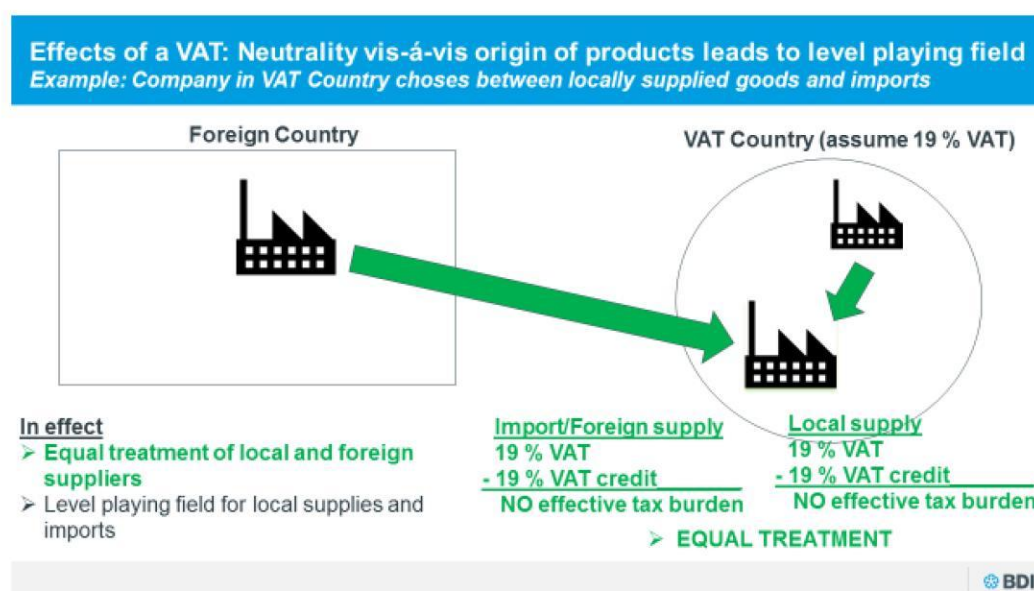 Effects of a VAT: Neutrality vis-á-vis origin of products leads to level playing field
Example: Company in VAT Country choses between locally supplied goods and imports
Foreign Country
VAT Country (assume 19 % VAT)
In effect
➢ Equal treatment of local and foreign
suppliers
➢ Level playing field for local supplies and
imports
Import/Foreign supply
19 % VAT
- 19 % VAT credit
NO effective tax burden
Local supply
19 % VAT
- 19 % VAT credit
NO effective tax burden
➢ EQUAL TREATMENT
BDI